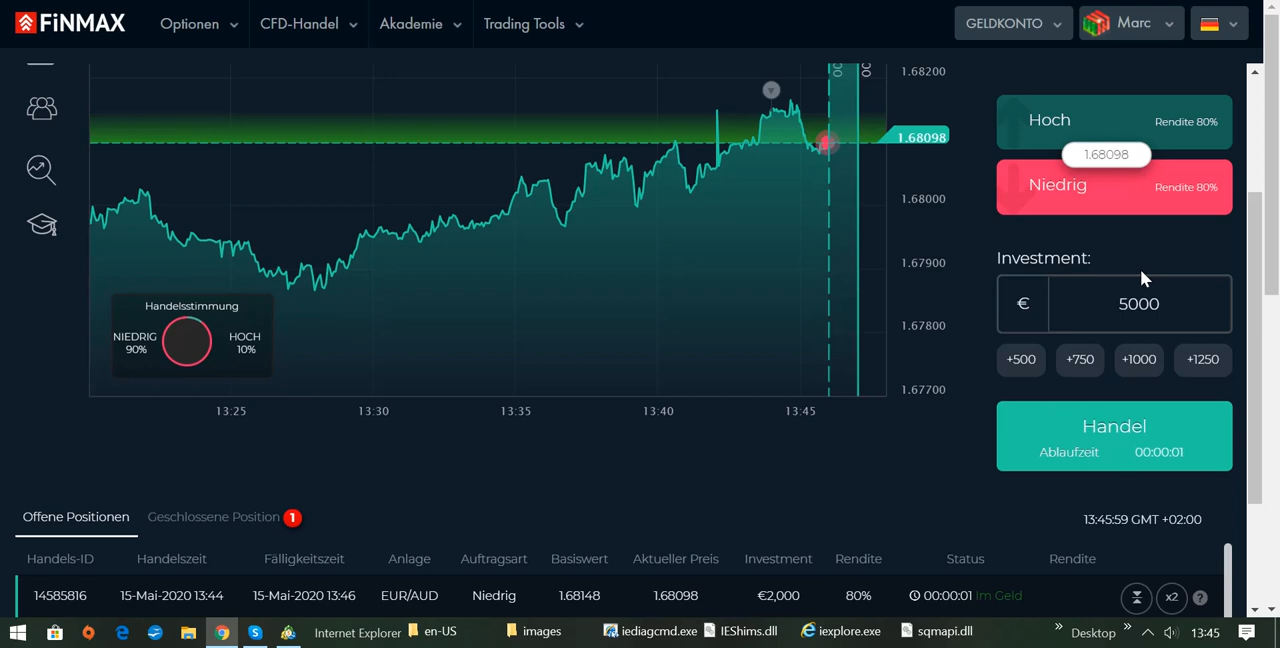 FiNMAX Optionen CFD-Handel Akademie Trading Tools GELDKONTO Marc
1.68200
1.68098
1.68000
1.67900
1.67800
1.67700
Handelsstimmung
NIEDRIG HOCH
90% 10%
13:25 13:30 13:35 13:40 13:45
Hoch Rendite 80%
1.68098
Niedrig Rendite 80%
Investment:
€ 5000
+500 +750 +1000 +1250
Handel
Ablaufzeit 00:00:01
Offene Positionen Geschlossene Position 1 13:45:59 GMT +02:00
Handels-ID Handelszeit Fälligkeitszeit Anlage Auftragsart Basiswert Aktueller Preis Investment Rendite Status Rendite
14585816 15-Mai-2020 13:44 15-Mai-2020 13:46 EUR/AUD Niedrig 1.68148 1.68098 €2,000 80% 00:00:01 Im Geld x2 ?
Internet Explorer en-US images iediagcmd.exe IEShims.dll iexplore.exe sqmapi.dll » Desktop » 13:45